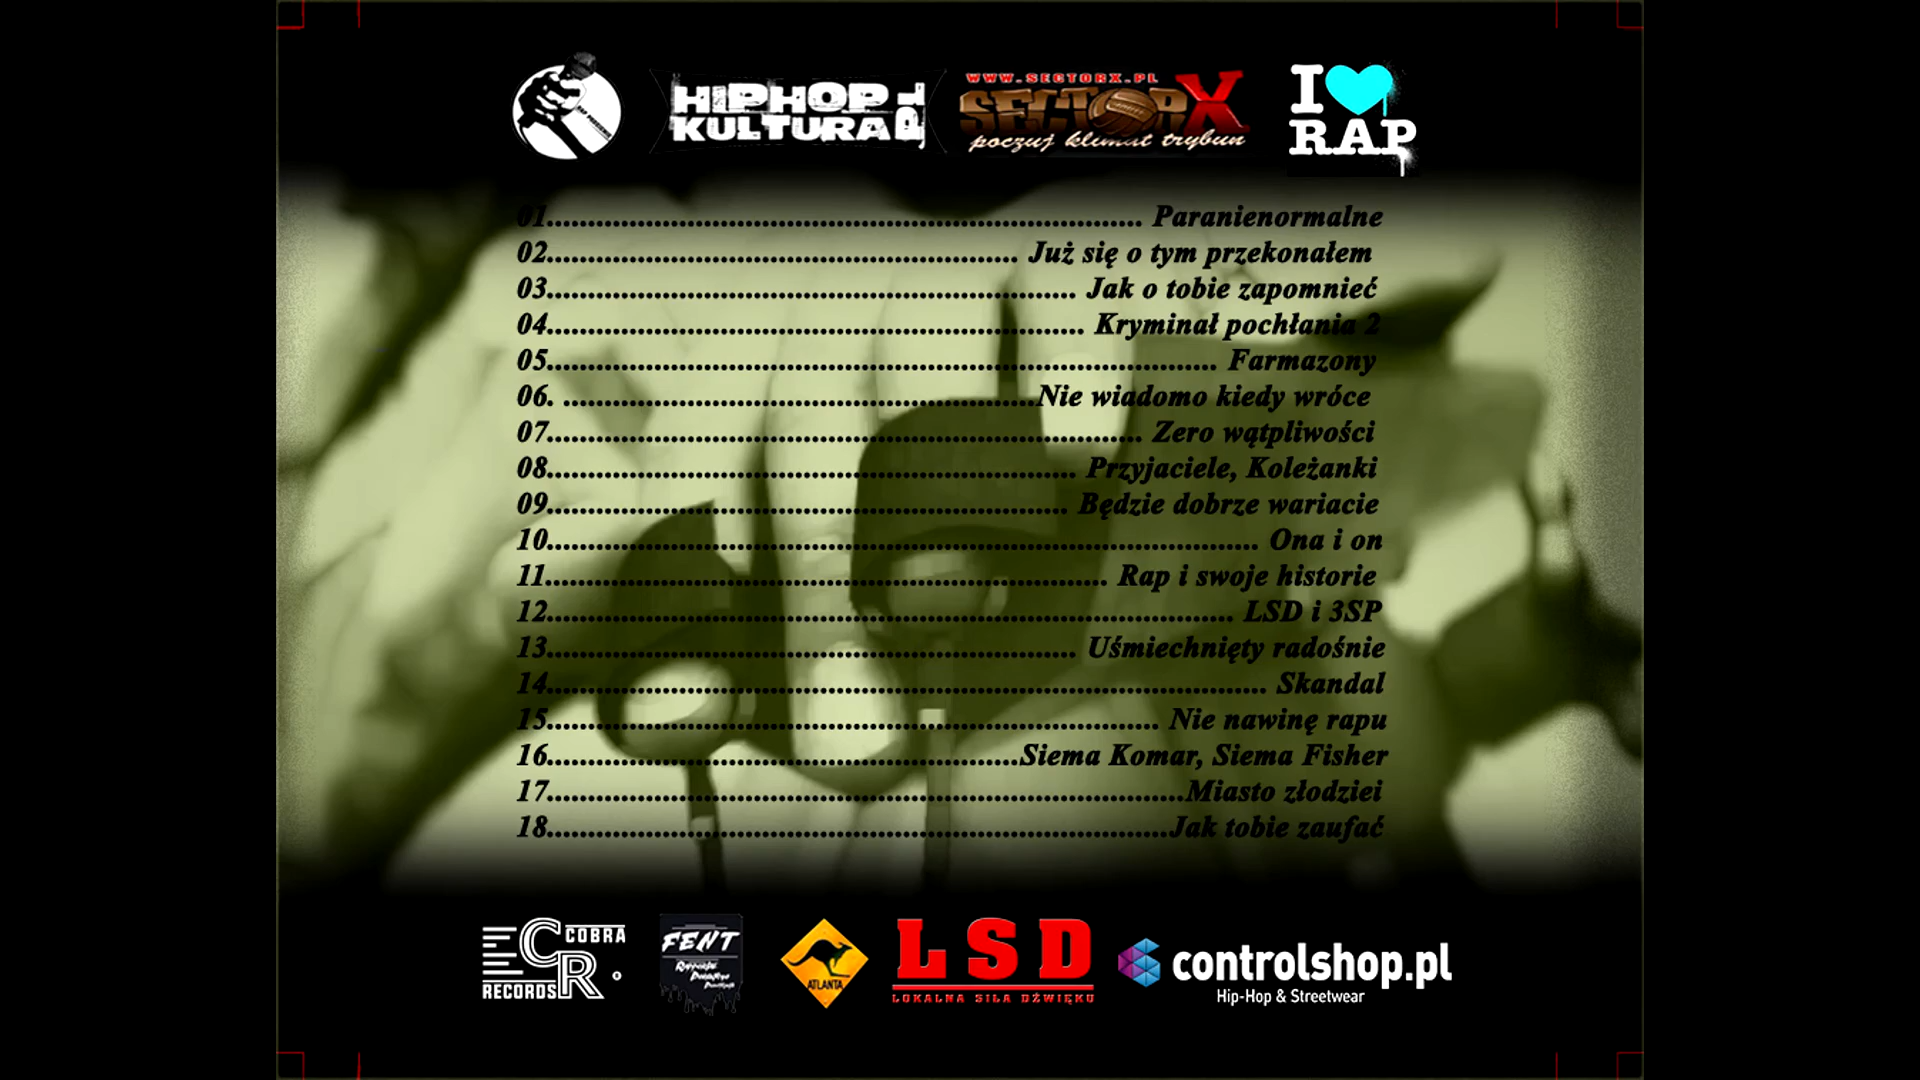 HIPHOP
KULTURA PL
WWW.SECTORX.PL
SECTOR X
poczuj klimat trybun
I
RAP
01........................................................................ Paranienormalne
02......................................................... Już się o tym przekonałem
03................................................................ Jak o tobie zapomnieć
04................................................................. Kryminał pochłania 2
05................................................................................. Farmazony
06. .........................................................Nie wiadomo kiedy wróce
07........................................................................ Zero wątpliwości
08................................................................ Przyjaciele, Koleżanki
09............................................................... Będzie dobrze wariacie
10...................................................................................... Ona i on
11.................................................................... Rap i swoje historie
12................................................................................... LSD i 3SP
13................................................................ Uśmiechnięty radośnie
14....................................................................................... Skandal
15.......................................................................... Nie nawinę rapu
16.........................................................Siema Komar, Siema Fisher
17.............................................................................Miasto złodziei
18...........................................................................Jak tobie zaufać
COBRA
CR
RECORDS
FENT
ATLANTA
LSD
LOKALNA SIŁA DŹWIĘKU
controlshop.pl
Hip-Hop & Streetwear